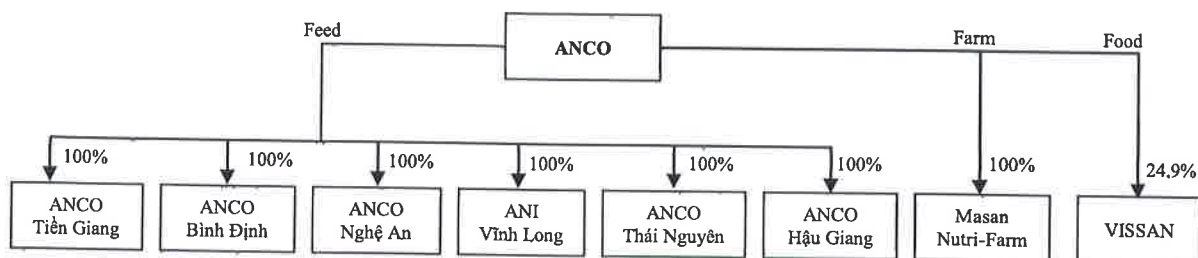 Feed
ANCO
Farm
Food
100%
100%
100%
100%
100%
100%
100%
24.9%
ANCO
Tiền Giang
ANCO
Bình Định
ANCO
Nghệ An
ANI
Vĩnh Long
ANCO
Thái Nguyên
ANCO
Hậu Giang
Masan
Nutri-Farm
VISSAN